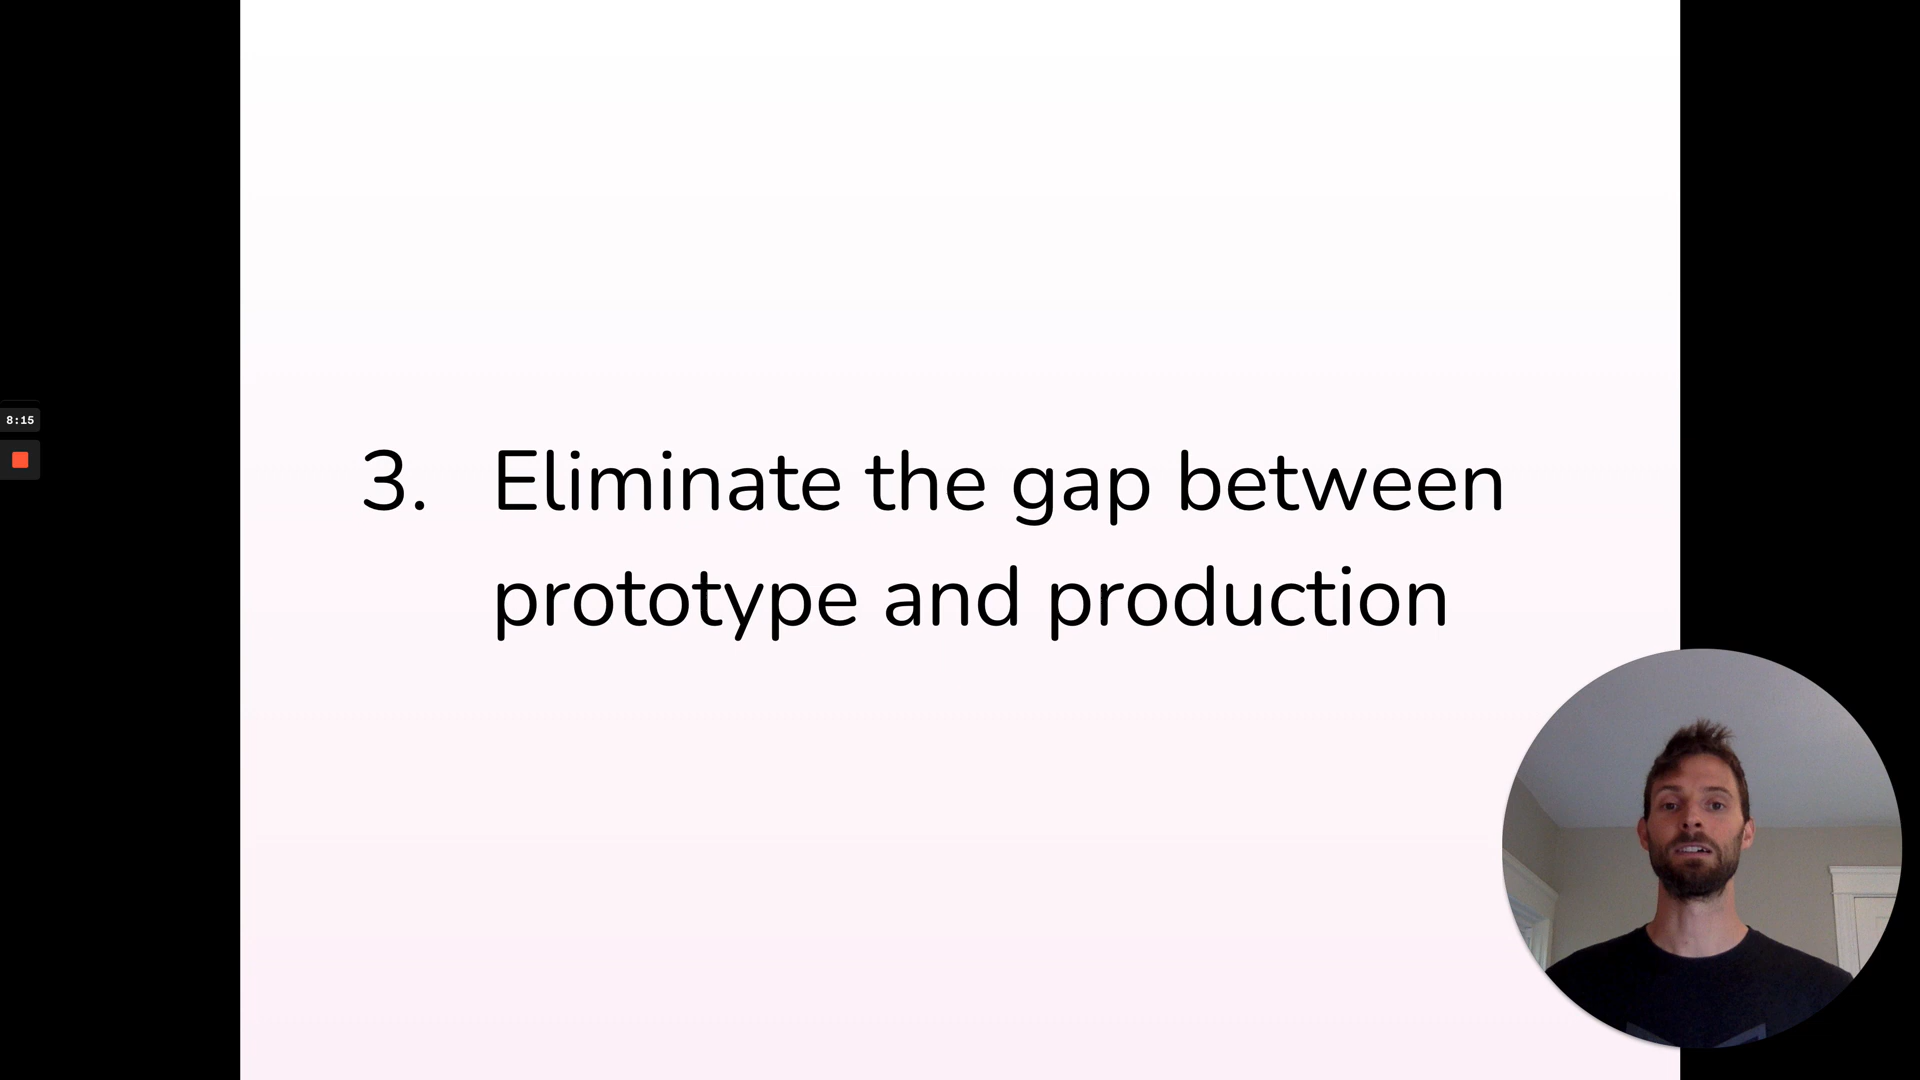 8:15
3. Eliminate the gap between
prototype and production